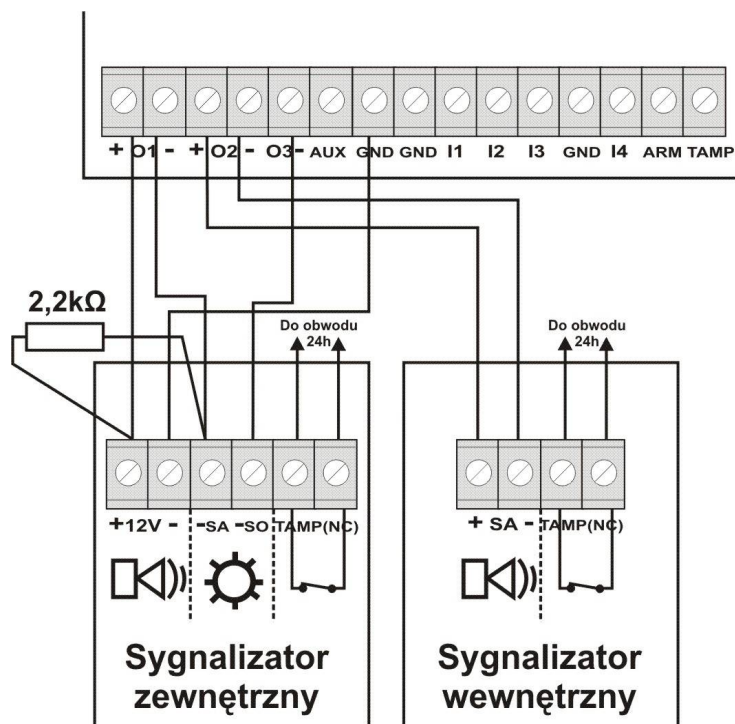 + O1 - + O2 - O3- AUX GND GND I1 I2 I3 GND I4 ARM TAMP
2,2kΩ
Do obwodu
24h
Do obwodu
24h
+12V - -SA -SO TAMP(NC)
+ SA - TAMP(NC)
Sygnalizator
zewnętrzny
Sygnalizator
wewnętrzny